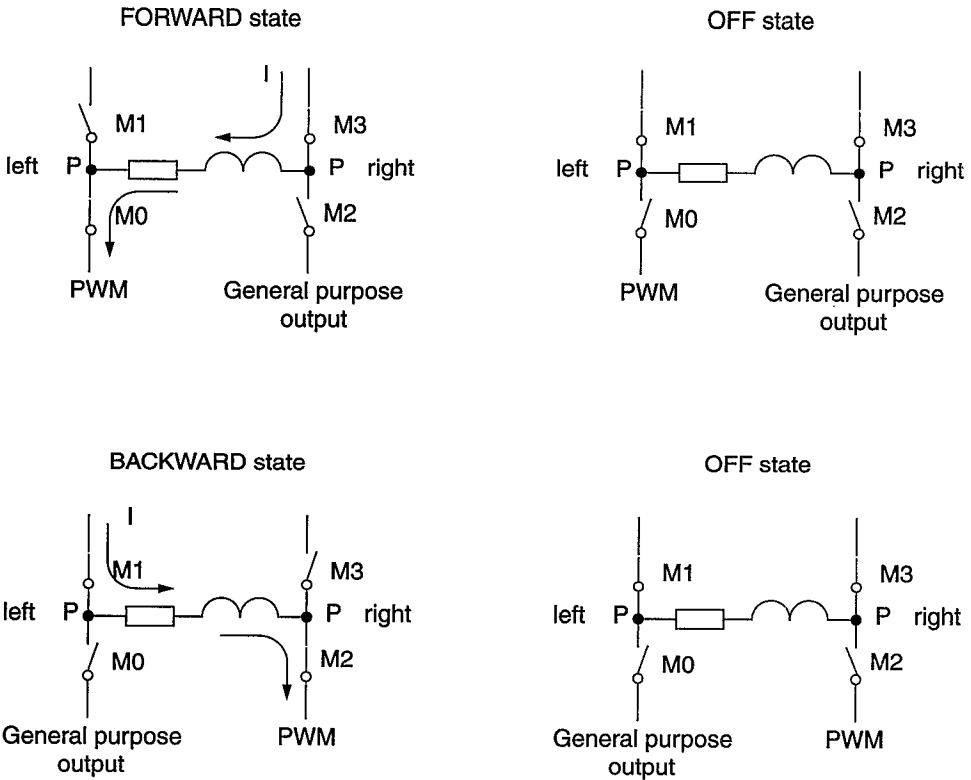 FORWARD state
I
M1
M3
left
P
P
right
M0
M2
PWM
General purpose
output
OFF state
M1
M3
left
P
P
right
M0
M2
PWM
General purpose
output
BACKWARD state
I
M1
M3
left
P
P
right
M0
M2
General purpose
output
PWM
OFF state
M1
M3
left
P
P
right
M0
M2
General purpose
output
PWM